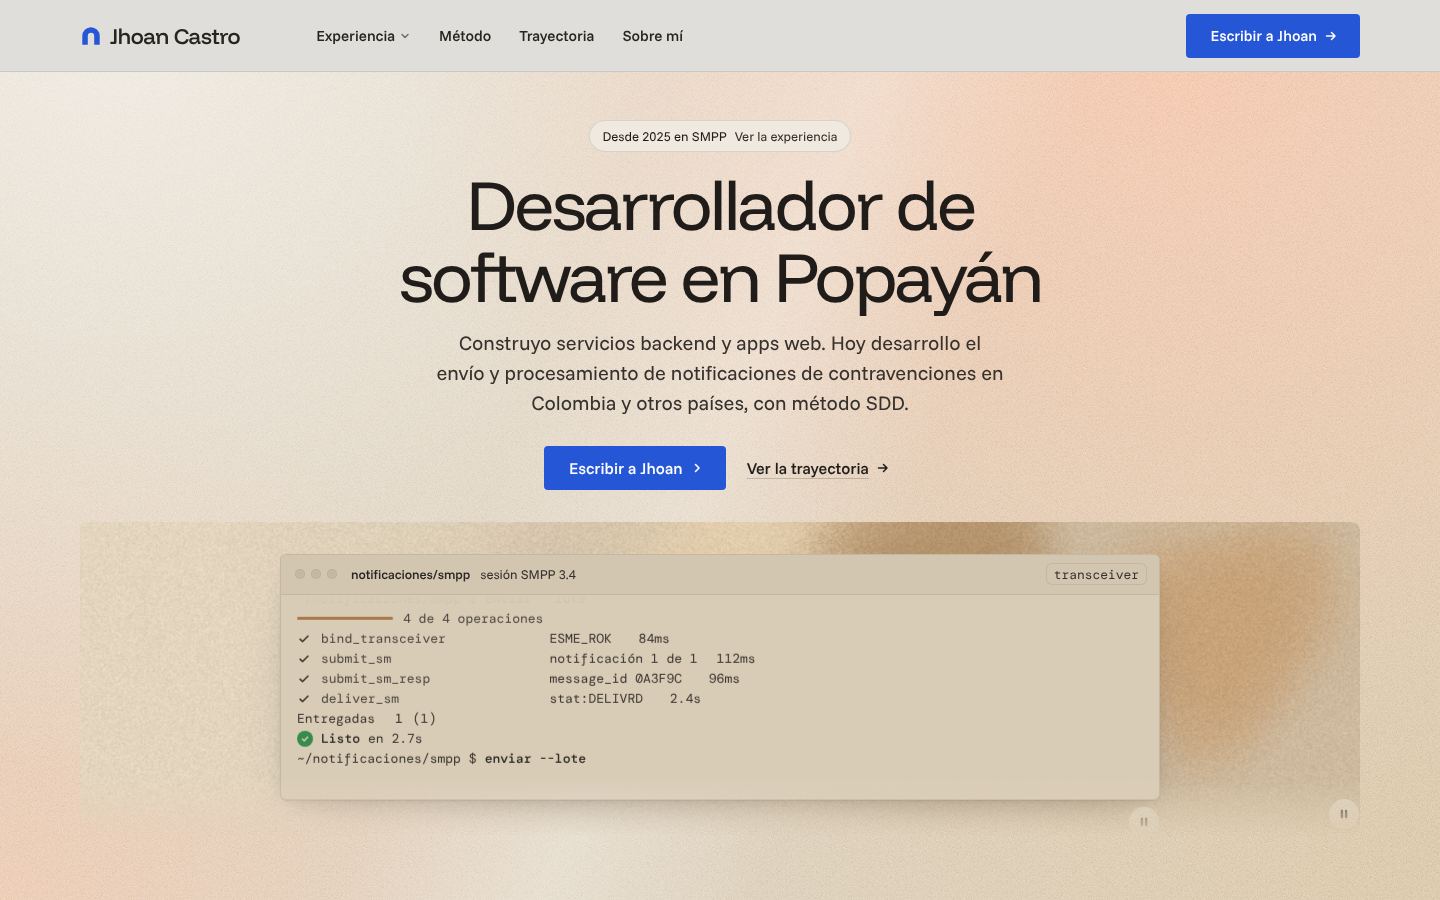 Jhoan Castro
Experiencia
Método
Trayectoria
Sobre mí
Escribir a Jhoan
Desde 2025 en SMPP Ver la experiencia
Desarrollador de
software en Popayán
Construyo servicios backend y apps web. Hoy desarrollo el
envío y procesamiento de notificaciones de contravenciones en
Colombia y otros países, con método SDD.
Escribir a Jhoan
Ver la trayectoria
notificaciones/smpp sesión SMPP 3.4
transceiver
4 de 4 operaciones
bind_transceiver ESME_ROK 84ms
submit_sm notificación 1 de 1 112ms
submit_sm_resp message_id 0A3F9C 96ms
deliver_sm stat:DELIVRD 2.4s
Entregadas 1 (1)
Listo en 2.7s
~/notificaciones/smpp $ enviar --lote